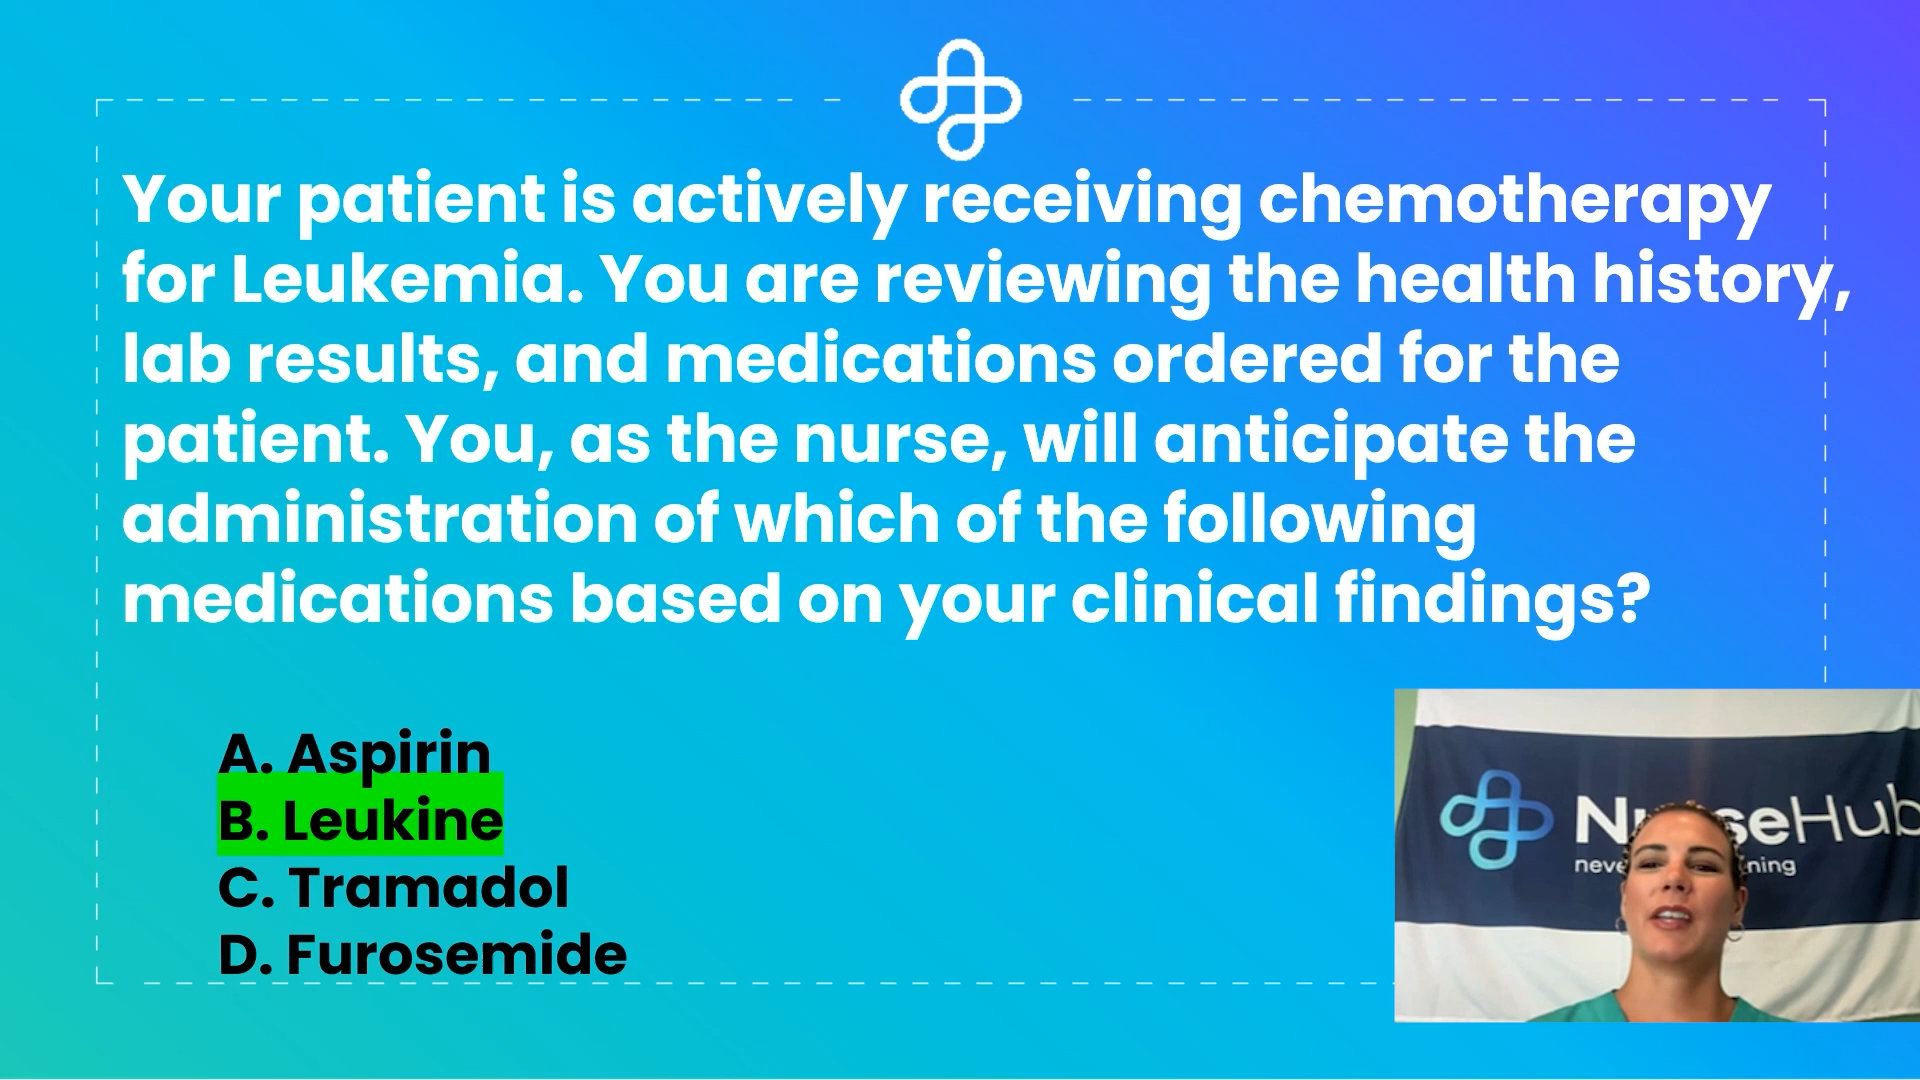 Your patient is actively receiving chemotherapy
for Leukemia. You are reviewing the health history,
lab results, and medications ordered for the
patient. You, as the nurse, will anticipate the
administration of which of the following
medications based on your clinical findings?
A. Aspirin
B. Leukine
C. Tramadol
D. Furosemide
NurseHub